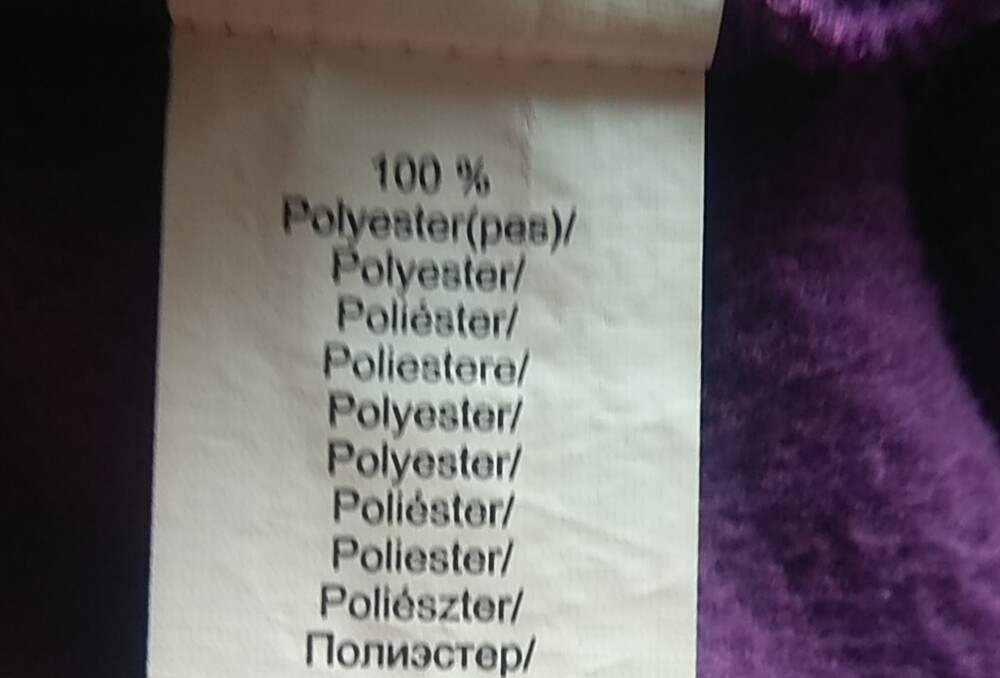 100 %
Polyester(pes)/
Polyester/
Poliéster/
Poliestere/
Polyester/
Polyester/
Poliéster/
Poliester/
Poliészter/
Полиэстер/